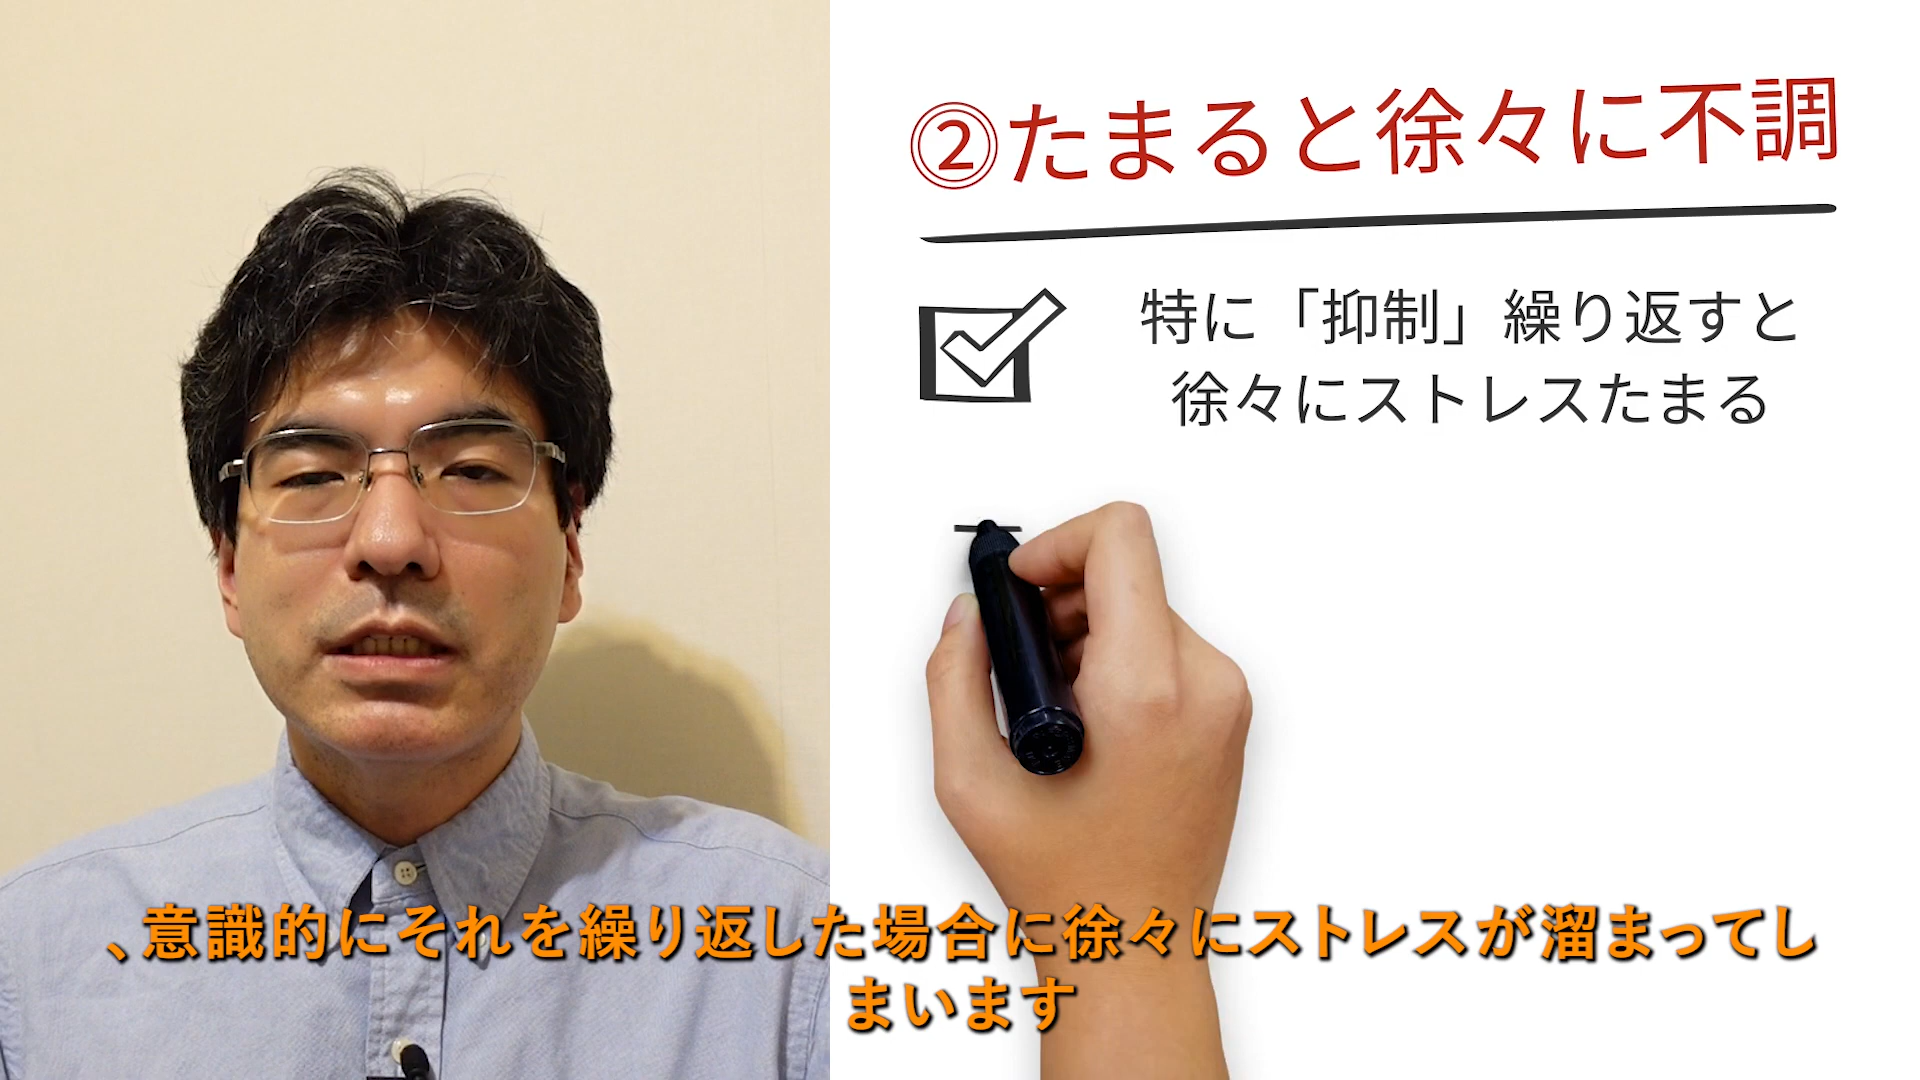 ②たまると徐々に不調
特に「抑制」繰り返すと
徐々にストレスたまる
、意識的にそれを繰り返した場合に徐々にストレスが溜まってし
まいます